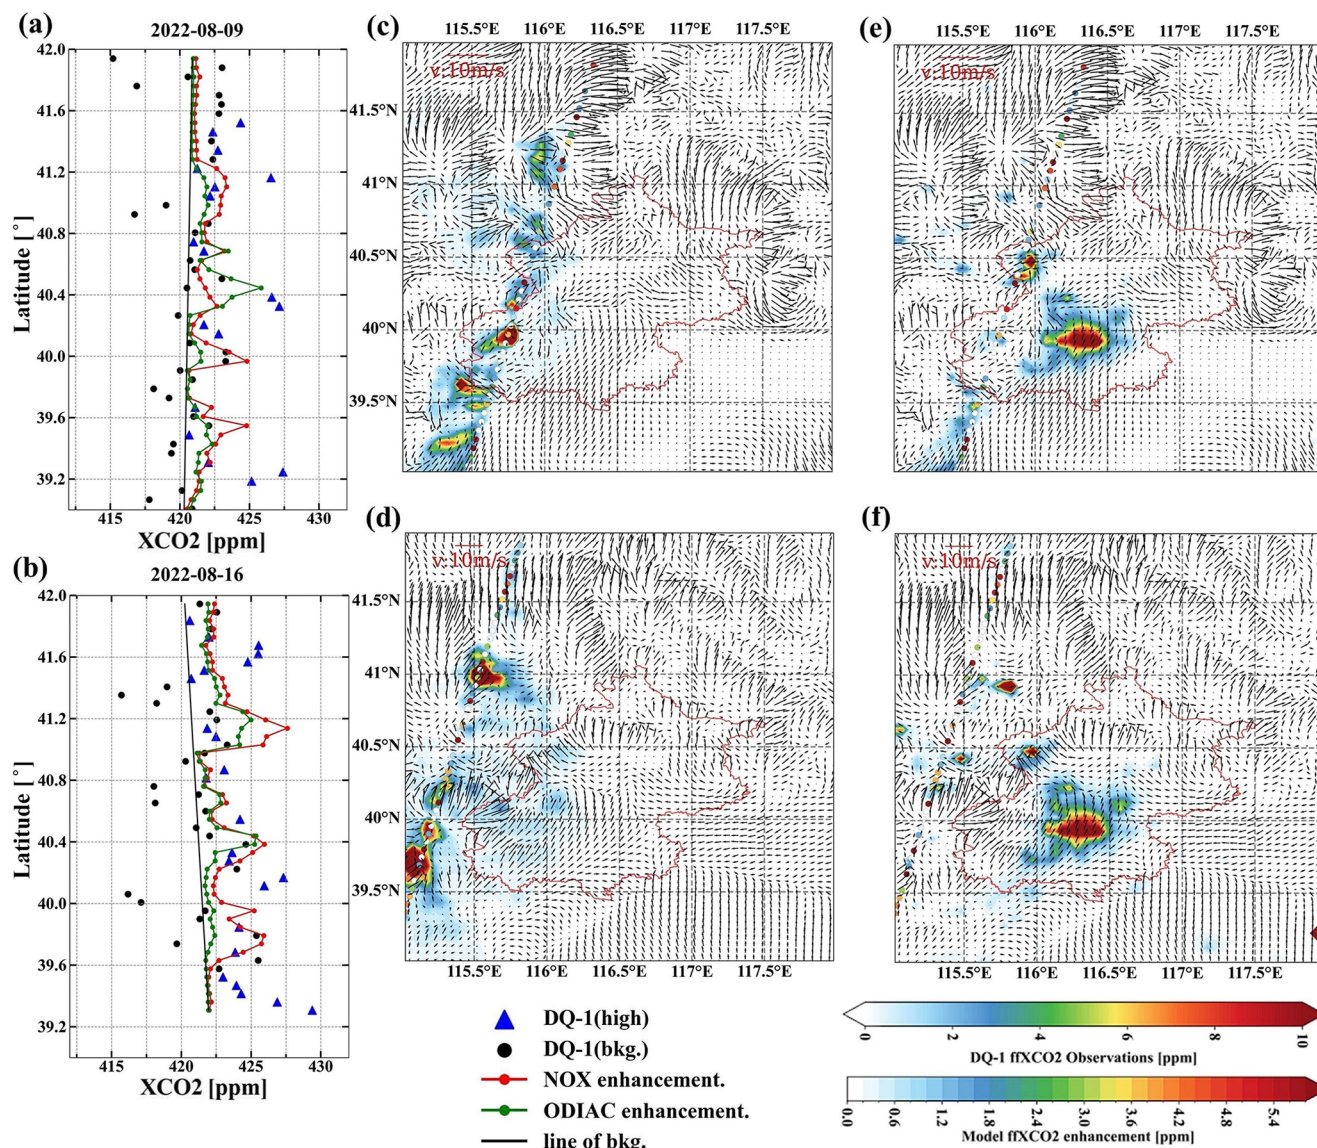 (a)
2022-08-09
42.0
41.6
41.2
40.8
40.4
40.0
39.6
39.2
Latitude [ ° ]
415 420 425 430
XCO2 [ppm]
(b)
2022-08-16
42.0
41.6
41.2
40.8
40.4
40.0
39.6
39.2
Latitude [ ° ]
415 420 425 430
XCO2 [ppm]
(c)
115.5°E 116°E 116.5°E 117°E 117.5°E
v:10m/s
41.5°N
41°N
40.5°N
40°N
39.5°N
(e)
115.5°E 116°E 116.5°E 117°E 117.5°E
v:10m/s
(d)
v:10m/s
41.5°N
41°N
40.5°N
40°N
39.5°N
115.5°E 116°E 116.5°E 117°E 117.5°E
(f)
v:10m/s
115.5°E 116°E 116.5°E 117°E 117.5°E
DQ-1(high)
DQ-1(bkg.)
NOX enhancement.
ODIAC enhancement.
line of bkg.
0 2 4 6 8 10
DQ-1 ffXCO2 Observations [ppm]
0.0 0.6 1.2 1.8 2.4 3.0 3.6 4.2 4.8 5.4
Model ffXCO2 enhancement [ppm]